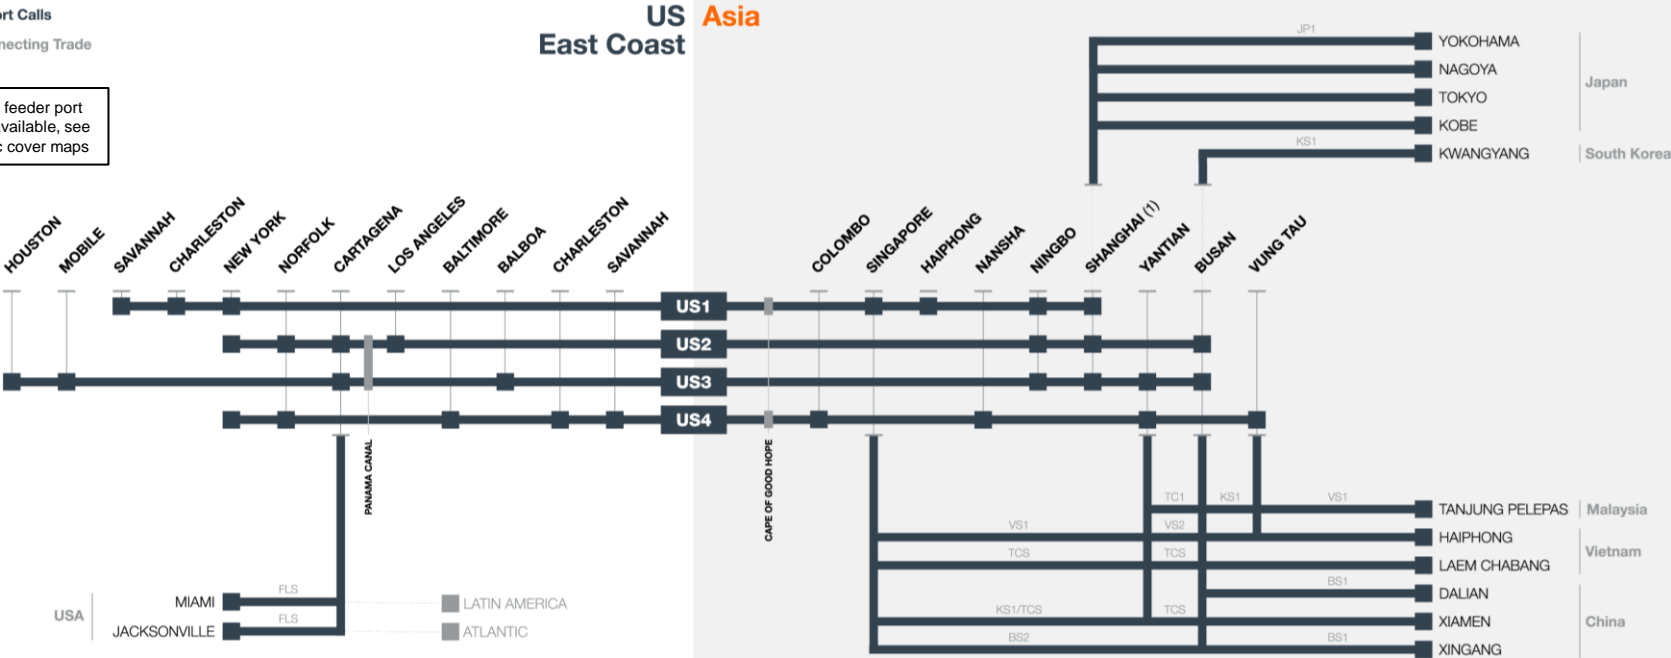 ort Calls
necting Trade
feeder port
vailable, see
c cover maps
US
East Coast
Asia
JP1
YOKOHAMA
NAGOYA
TOKYO
KOBE
Japan
KS1
KWANGYANG
South Korea
HOUSTON
MOBILE
SAVANNAH
CHARLESTON
NEW YORK
NORFOLK
CARTAGENA
LOS ANGELES
BALTIMORE
BALBOA
CHARLESTON
SAVANNAH
COLOMBO
SINGAPORE
HAIPHONG
NANSHA
NINGBO
SHANGHAI (1)
YANTIAN
BUSAN
VUNG TAU
US1
US2
US3
US4
PANAMA CANAL
CAPE OF GOOD HOPE
TC1
KS1
VS1
TANJUNG PELEPAS
Malaysia
VS1
VS2
HAIPHONG
TCS
TCS
LAEM CHABANG
Vietnam
BS1
DALIAN
KS1/TCS
TCS
XIAMEN
China
BS2
BS1
XINGANG
USA
MIAMI
FLS
LATIN AMERICA
JACKSONVILLE
FLS
ATLANTIC